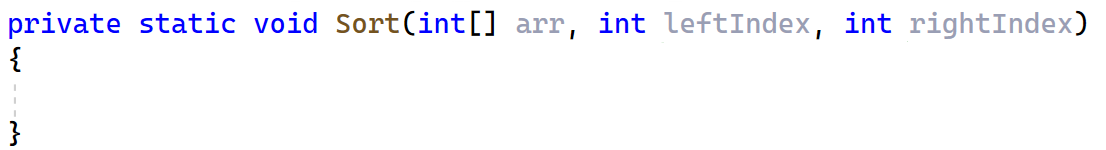 private static void Sort(int[] arr, int leftIndex, int rightIndex)
{
}